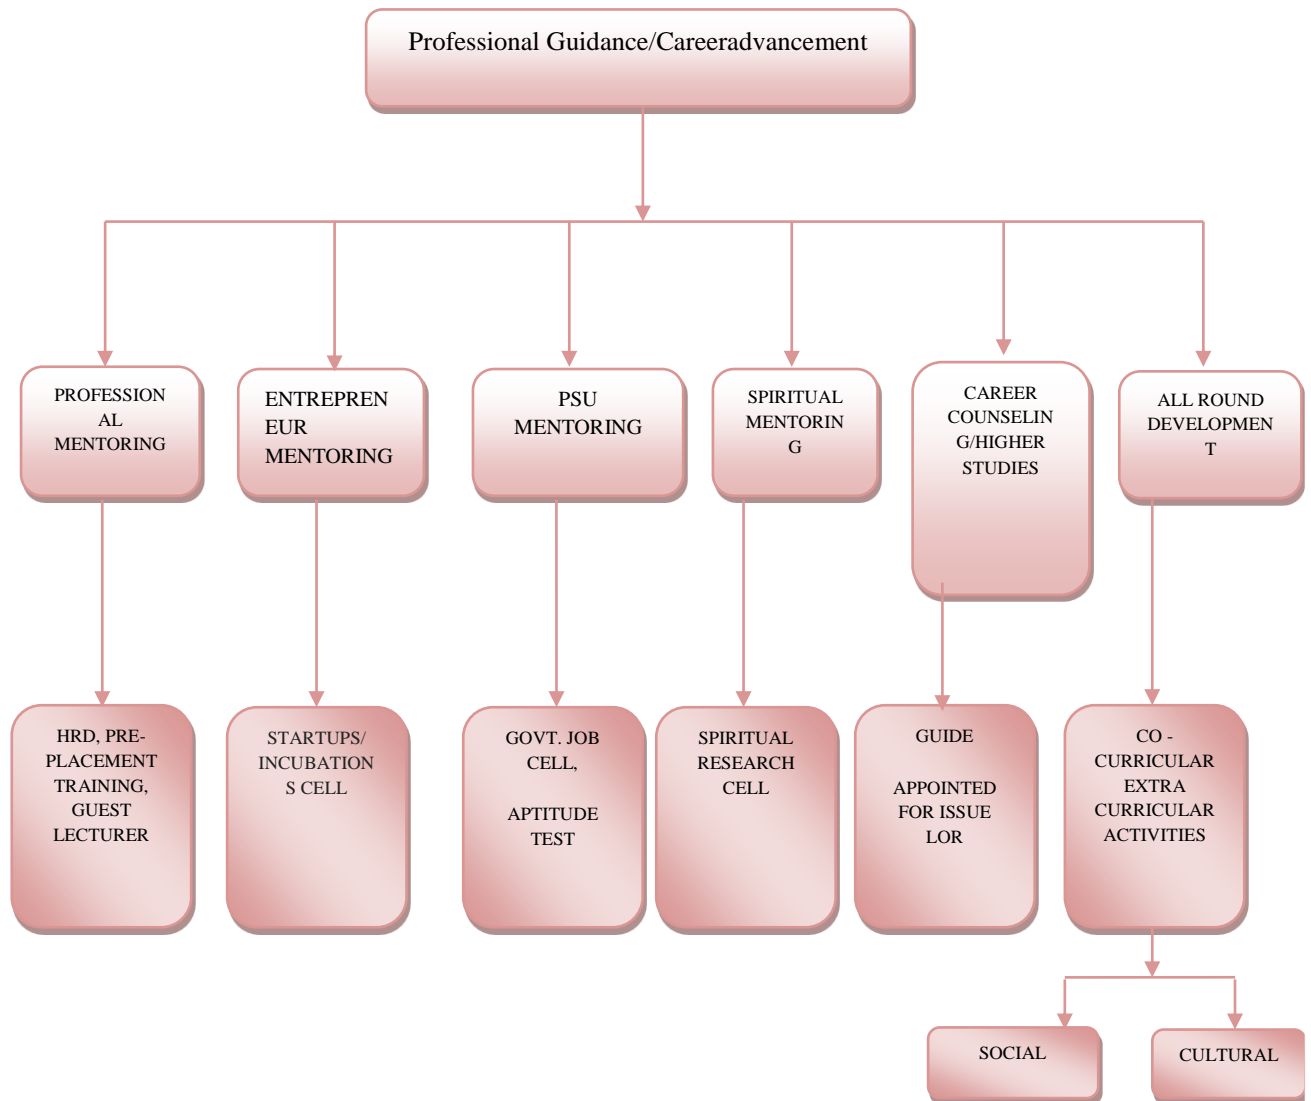 Professional Guidance/Careeradvancement
PROFESSION
AL
MENTORING
ENTREPREN
EUR
MENTORING
PSU
MENTORING
SPIRITUAL
MENTORIN
G
CAREER
COUNSELIN
G/HIGHER
STUDIES
ALL ROUND
DEVELOPMEN
T
HRD, PRE-
PLACEMENT
TRAINING,
GUEST
LECTURER
STARTUPS/
INCUBATION
S CELL
GOVT. JOB
CELL,
APTITUDE
TEST
SPIRITUAL
RESEARCH
CELL
GUIDE
APPOINTED
FOR ISSUE
LOR
CO -
CURRICULAR
EXTRA
CURRICULAR
ACTIVITIES
SOCIAL
CULTURAL